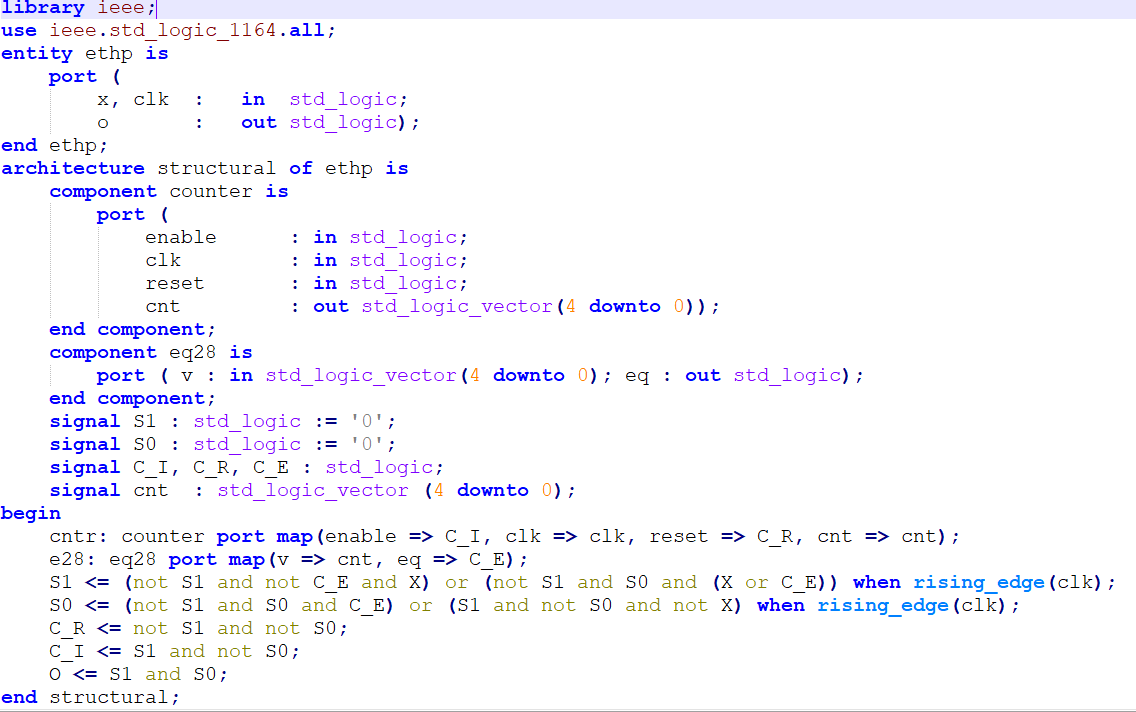 library ieee;
use ieee.std_logic_1164.all;
entity ethp is
    port (
        x, clk  :   in  std_logic;
        o       :   out std_logic);
end ethp;
architecture structural of ethp is
    component counter is
        port (
            enable      : in std_logic;
            clk         : in std_logic;
            reset       : in std_logic;
            cnt         : out std_logic_vector(4 downto 0));
    end component;
    component eq28 is
        port ( v : in std_logic_vector(4 downto 0); eq : out std_logic);
    end component;
    signal S1 : std_logic := '0';
    signal S0 : std_logic := '0';
    signal C_I, C_R, C_E : std_logic;
    signal cnt  : std_logic_vector (4 downto 0);
begin
    cntr: counter port map(enable => C_I, clk => clk, reset => C_R, cnt => cnt);
    e28: eq28 port map(v => cnt, eq => C_E);
    S1 <= (not S1 and not C_E and X) or (not S1 and S0 and (X or C_E)) when rising_edge(clk);
    S0 <= (not S1 and S0 and C_E) or (S1 and not S0 and not X) when rising_edge(clk);
    C_R <= not S1 and not S0;
    C_I <= S1 and not S0;
    O <= S1 and S0;
end structural;